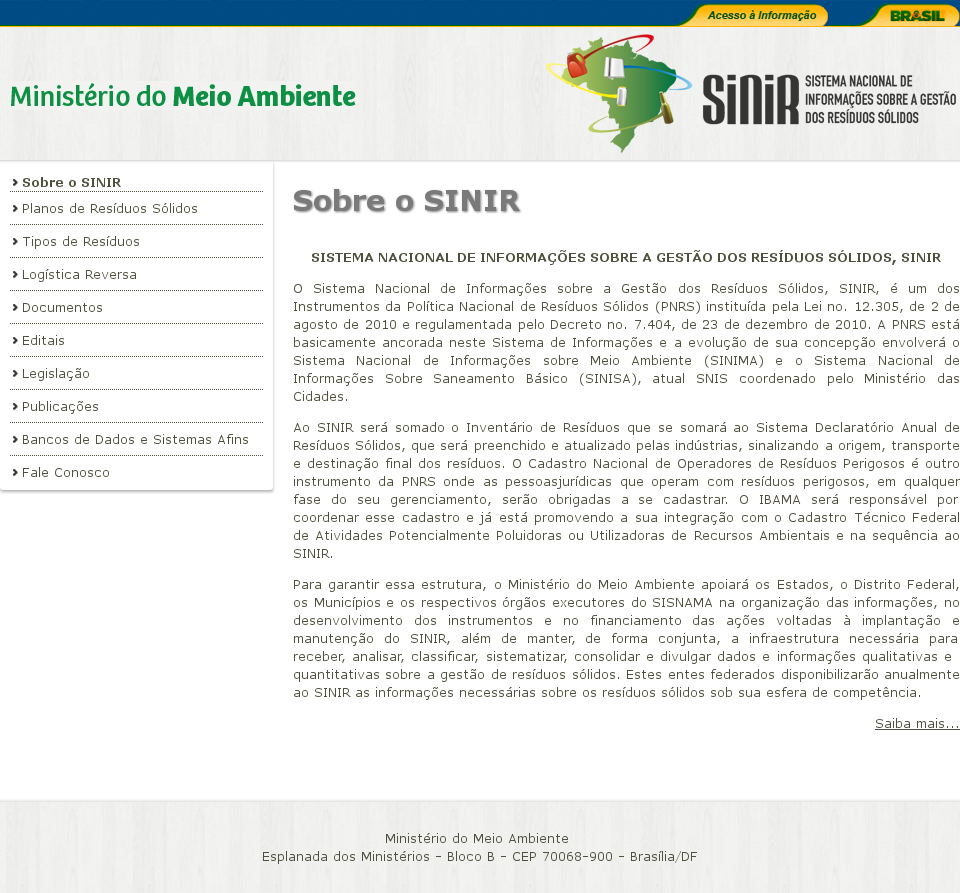 Acesso à Informação BRASIL
Ministério do Meio Ambiente
SINIR SISTEMA NACIONAL DE
INFORMAÇÕES SOBRE A GESTÃO
DOS RESÍDUOS SÓLIDOS
Sobre o SINIR
Planos de Resíduos Sólidos
Tipos de Resíduos
Logística Reversa
Documentos
Editais
Legislação
Publicações
Bancos de Dados e Sistemas Afins
Fale Conosco
Sobre o SINIR
SISTEMA NACIONAL DE INFORMAÇÕES SOBRE A GESTÃO DOS RESÍDUOS SÓLIDOS, SINIR
O Sistema Nacional de Informações sobre a Gestão dos Resíduos Sólidos, SINIR, é um dos
Instrumentos da Política Nacional de Resíduos Sólidos (PNRS) instituída pela Lei no. 12.305, de 2 de
agosto de 2010 e regulamentada pelo Decreto no. 7.404, de 23 de dezembro de 2010. A PNRS está
basicamente ancorada neste Sistema de Informações e a evolução de sua concepção envolverá o
Sistema Nacional de Informações sobre Meio Ambiente (SINIMA) e o Sistema Nacional de
Informações Sobre Saneamento Básico (SINISA), atual SNIS coordenado pelo Ministério das
Cidades.
Ao SINIR será somado o Inventário de Resíduos que se somará ao Sistema Declaratório Anual de
Resíduos Sólidos, que será preenchido e atualizado pelas indústrias, sinalizando a origem, transporte
e destinação final dos resíduos. O Cadastro Nacional de Operadores de Resíduos Perigosos é outro
instrumento da PNRS onde as pessoasjurídicas que operam com resíduos perigosos, em qualquer
fase do seu gerenciamento, serão obrigadas a se cadastrar. O IBAMA será responsável por
coordenar esse cadastro e já está promovendo a sua integração com o Cadastro Técnico Federal
de Atividades Potencialmente Poluidoras ou Utilizadoras de Recursos Ambientais e na sequência ao
SINIR.
Para garantir essa estrutura, o Ministério do Meio Ambiente apoiará os Estados, o Distrito Federal,
os Municípios e os respectivos órgãos executores do SISNAMA na organização das informações, no
desenvolvimento dos instrumentos e no financiamento das ações voltadas à implantação e
manutenção do SINIR, além de manter, de forma conjunta, a infraestrutura necessária para
receber, analisar, classificar, sistematizar, consolidar e divulgar dados e informações qualitativas e
quantitativas sobre a gestão de resíduos sólidos. Estes entes federados disponibilizarão anualmente
ao SINIR as informações necessárias sobre os resíduos sólidos sob sua esfera de competência.
Saiba mais...
Ministério do Meio Ambiente
Esplanada dos Ministérios - Bloco B - CEP 70068-900 - Brasília/DF